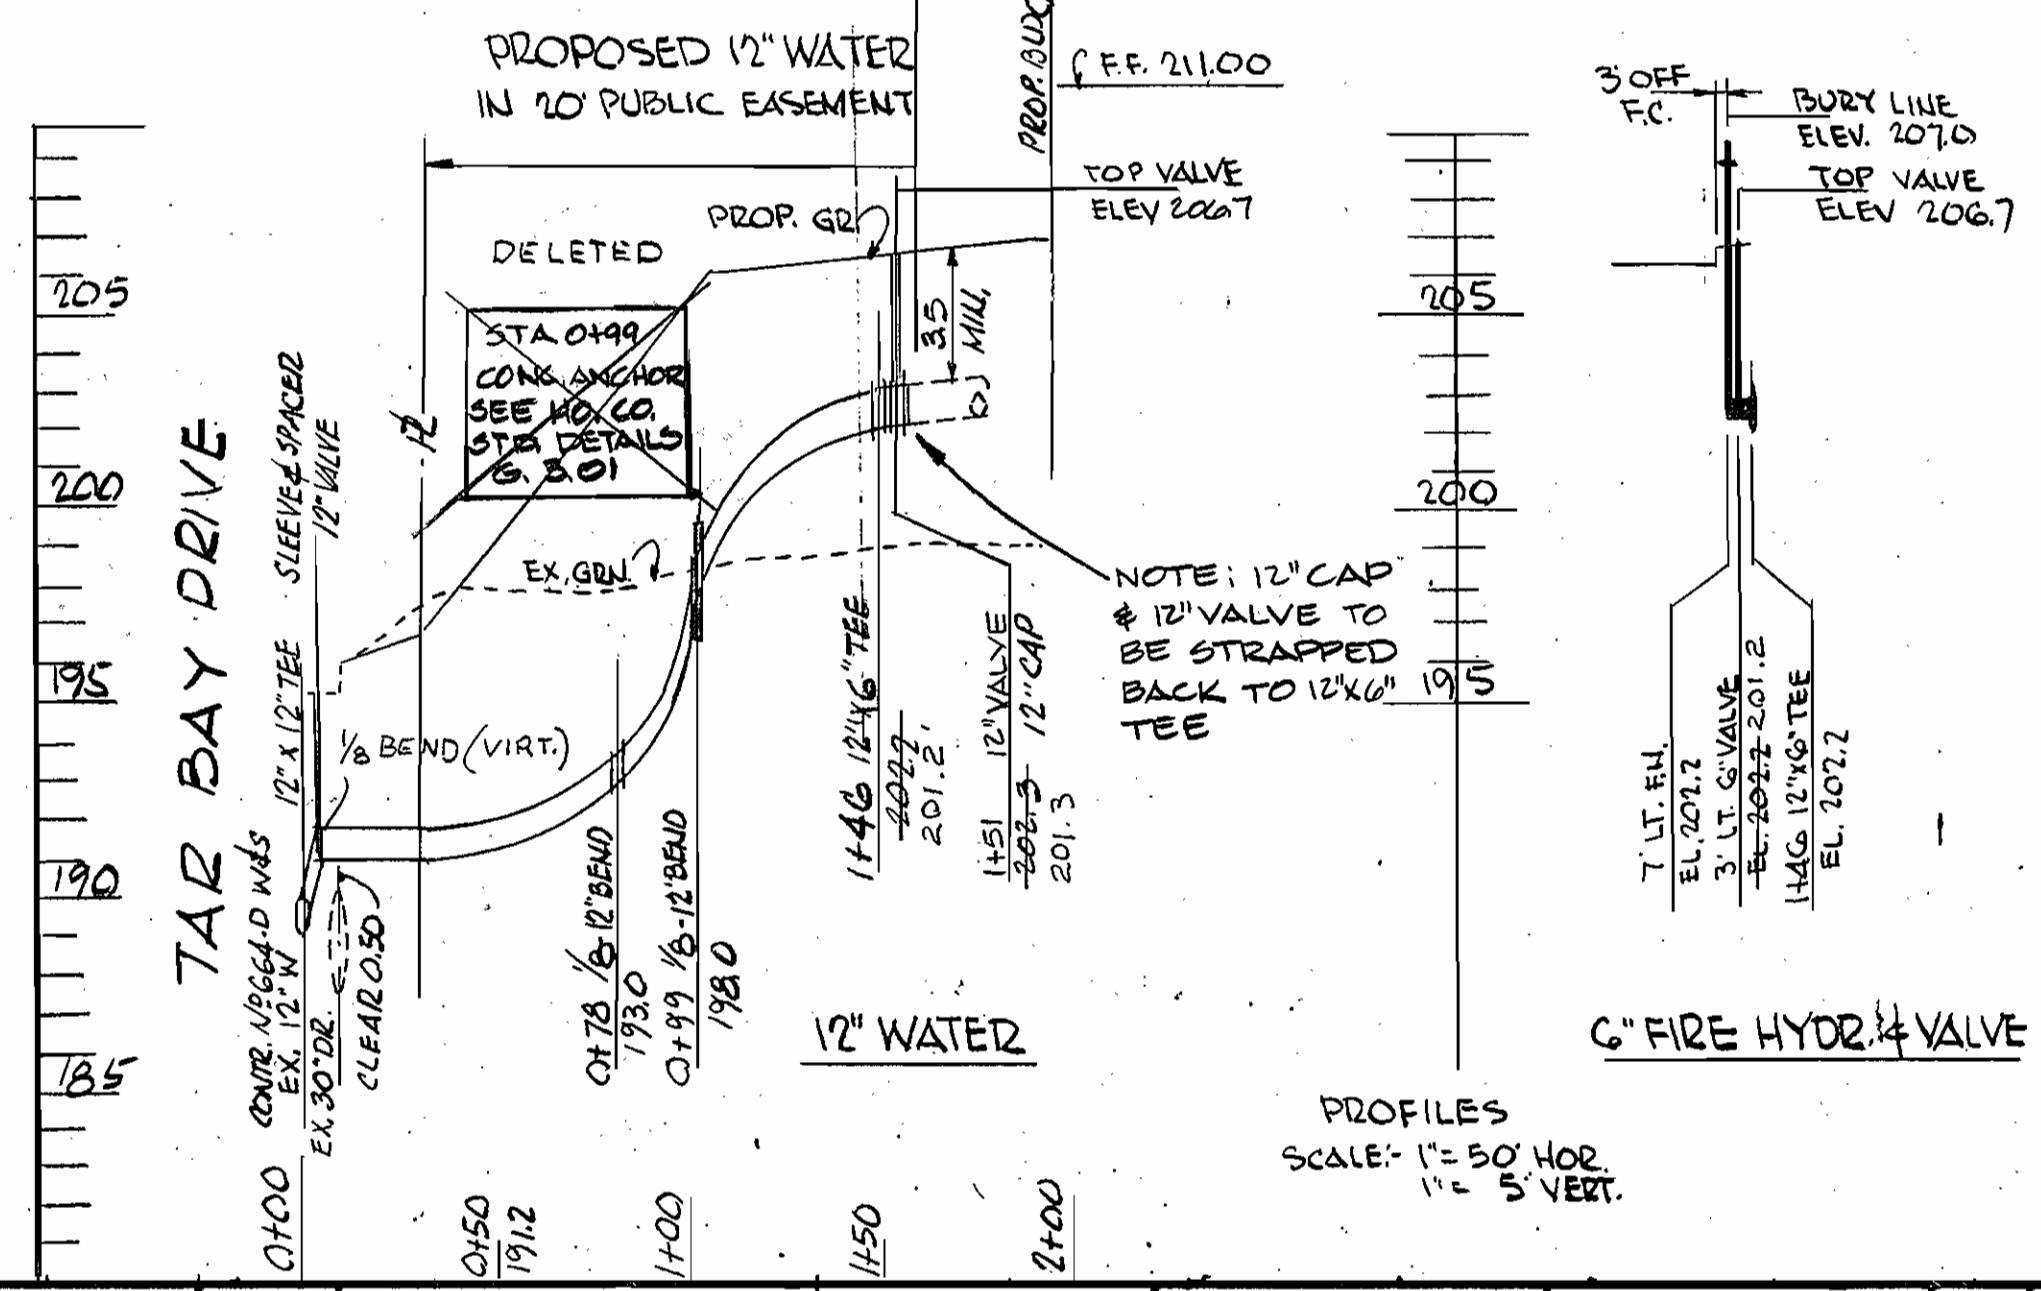 PROPOSED 12" WATER
IN 20' PUBLIC EASEMENT
F.F. 211.00
TOP VALVE
ELEV 206.7
PROP. GR.
DELETED
STA 0+99
CONC. ANCHOR
SEE HO. CO.
STD. DETAILS
G. 3.01
3.5
MIN.
205
200
195
190
185
TAR BAY DRIVE
12" x 12" TEE SLEEVE & SPACER
12" VALVE
EX. GRN.
1/8 BEND (VIRT.)
CONTR. Nº 664-D W&S
EX. 12" W
EX. 30" DR.
CLEAR 0.50
0+78 1/8-12" BEND
193.0
0+99 1/8-12" BEND
198.0
1+46 12"x6" TEE
202.2
201.2
1+51 12" VALVE
202.3 12" CAP
201.3
NOTE: 12" CAP
& 12" VALVE TO
BE STRAPPED
BACK TO 12"X6"
TEE
12" WATER
0+00
0+50
191.2
1+00
1+50
2+00
205
200
195
3' OFF
F.C.
BURY LINE
ELEV. 207.0
TOP VALVE
ELEV 206.7
7' LT. F.H.
EL. 202.2
3' LT. 6" VALVE
EL. 202.2 201.2
1+46 12"x6" TEE
EL. 202.2
6" FIRE HYDR. & VALVE
PROFILES
SCALE:- 1" = 50' HOR.
1" = 5' VERT.